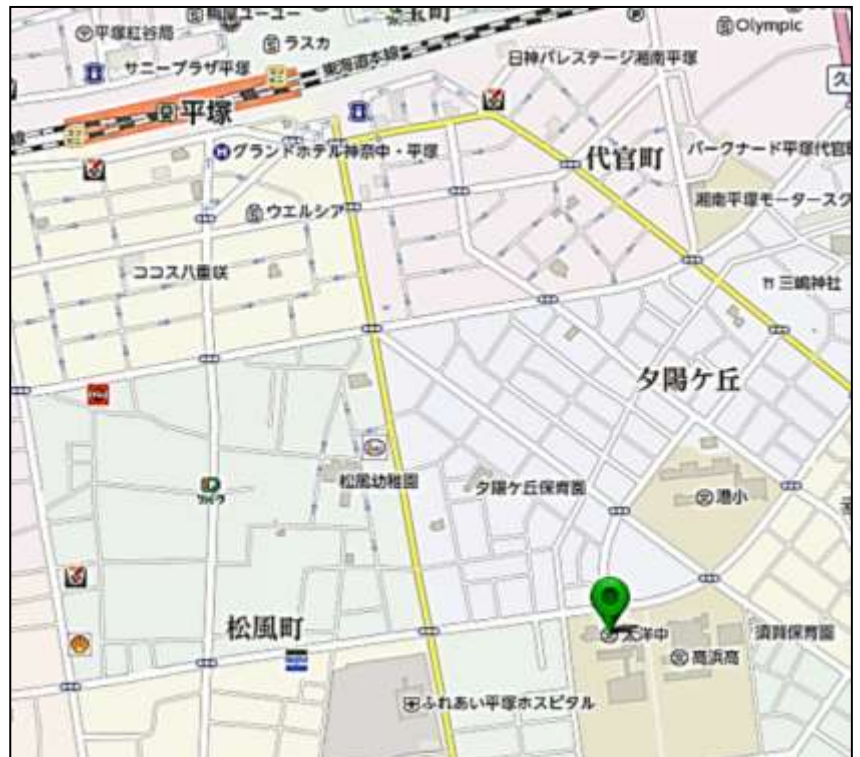 平塚紅谷局
ラスカ
Olympic
サニープラザ平塚
東海道本線
日神パレステージ湘南平塚
平塚
グランドホテル神奈中・平塚
代官町
パークナード平塚代官町
ウエルシア
湘南平塚モータースク
ココス八重咲
三嶋神社
夕陽ケ丘
松風幼稚園
夕陽ケ丘保育園
港小
松風町
太洋中
須賀保育園
高浜高
ふれあい平塚ホスピタル